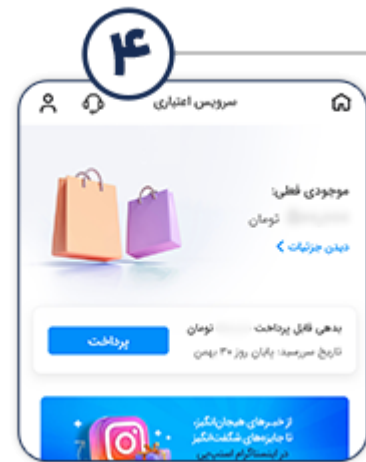 ۴
سرویس اعتباری
موجودی فعلی:
تومان
دیدن جزئیات
بدهی قابل پرداخت تومان
تاریخ سررسید: پایان روز ۳۰ بهمن
پرداخت
از خبرهای هیجان‌انگیز،
تا جایزه‌های شگفت‌انگیز
در اینستاگرام اسنپ‌پی